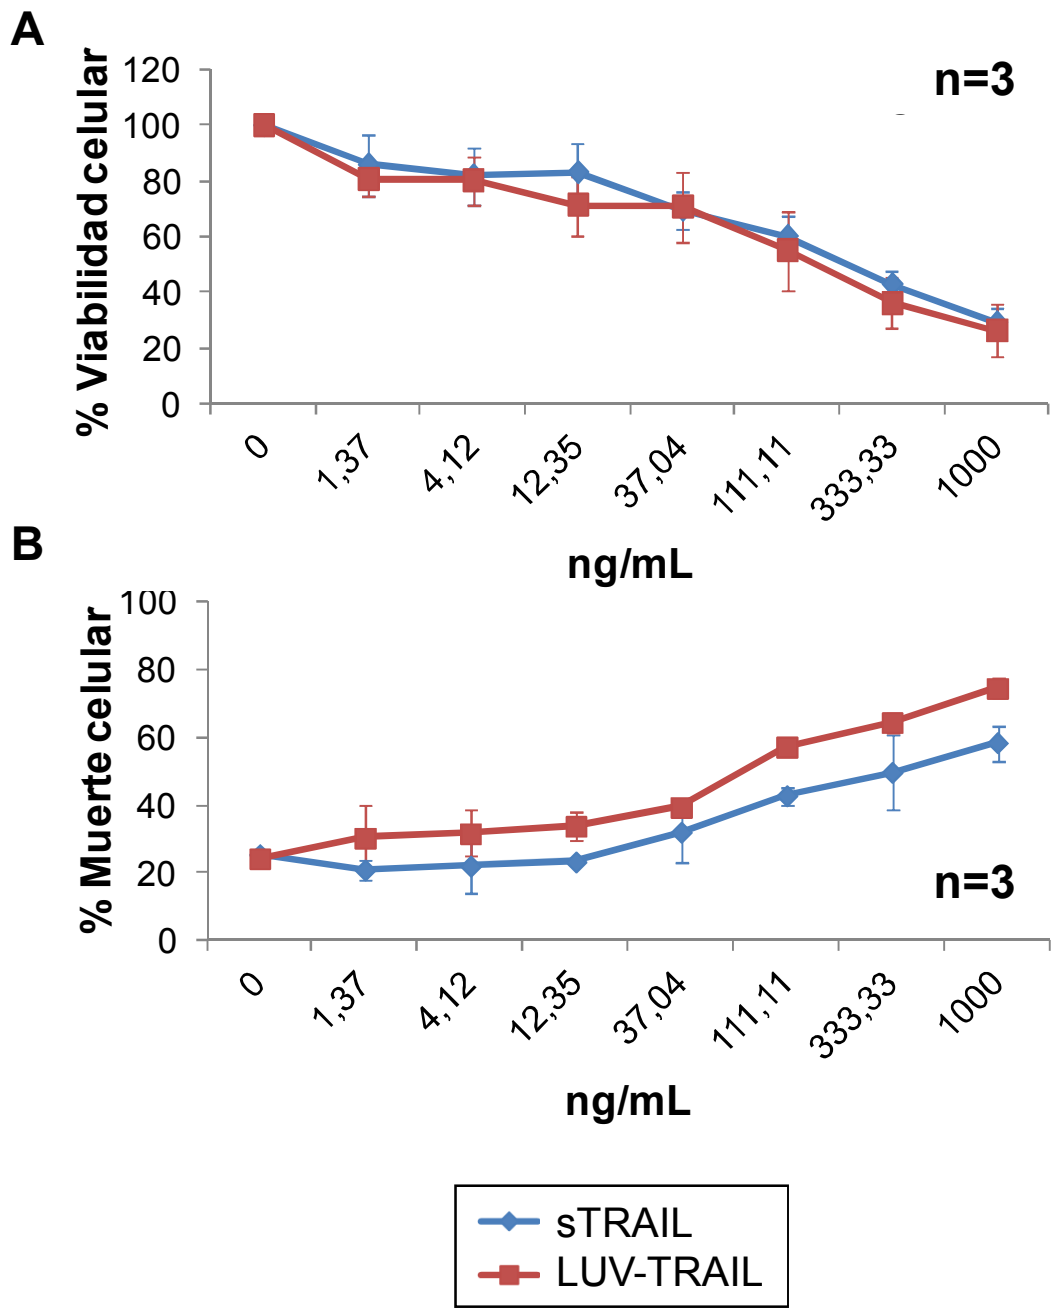 A
% Viabilidad celular
120
100
80
60
40
20
0
n=3
0
1,37
4,12
12,35
37,04
111,11
333,33
1000
ng/mL
B
% Muerte celular
100
80
60
40
20
0
n=3
0
1,37
4,12
12,35
37,04
111,11
333,33
1000
ng/mL
sTRAIL
LUV-TRAIL